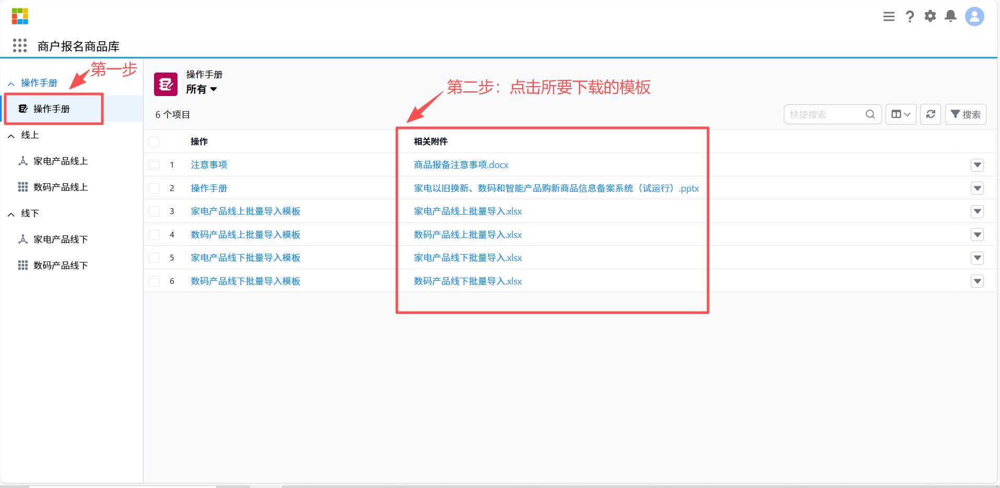 商户报名商品库
第一步
操作手册
操作手册
线上
家电产品线上
数码产品线上
线下
家电产品线下
数码产品线下
操作手册
所有
第二步：点击所要下载的模板
6 个项目
快捷搜索
搜索
操作 相关附件
1 注意事项 商品报备注意事项.docx
2 操作手册 家电以旧换新、数码和智能产品购新商品信息备案系统（试运行）.pptx
3 家电产品线上批量导入模板 家电产品线上批量导入.xlsx
4 数码产品线上批量导入模板 数码产品线上批量导入.xlsx
5 家电产品线下批量导入模板 家电产品线下批量导入.xlsx
6 数码产品线下批量导入模板 数码产品线下批量导入.xlsx